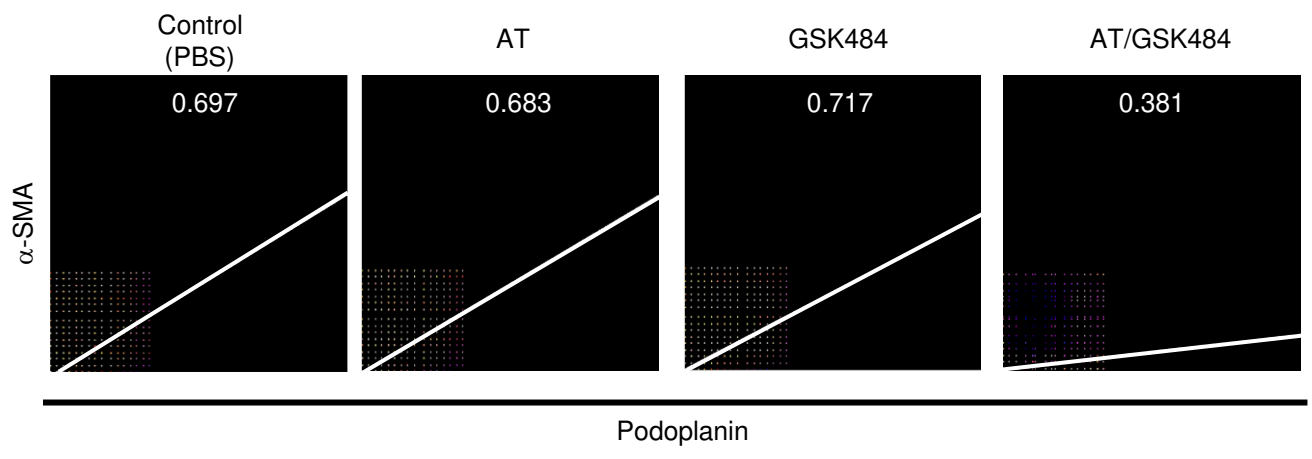 Control
(PBS)
AT
GSK484
AT/GSK484
0.697
0.683
0.717
0.381
α-SMA
Podoplanin